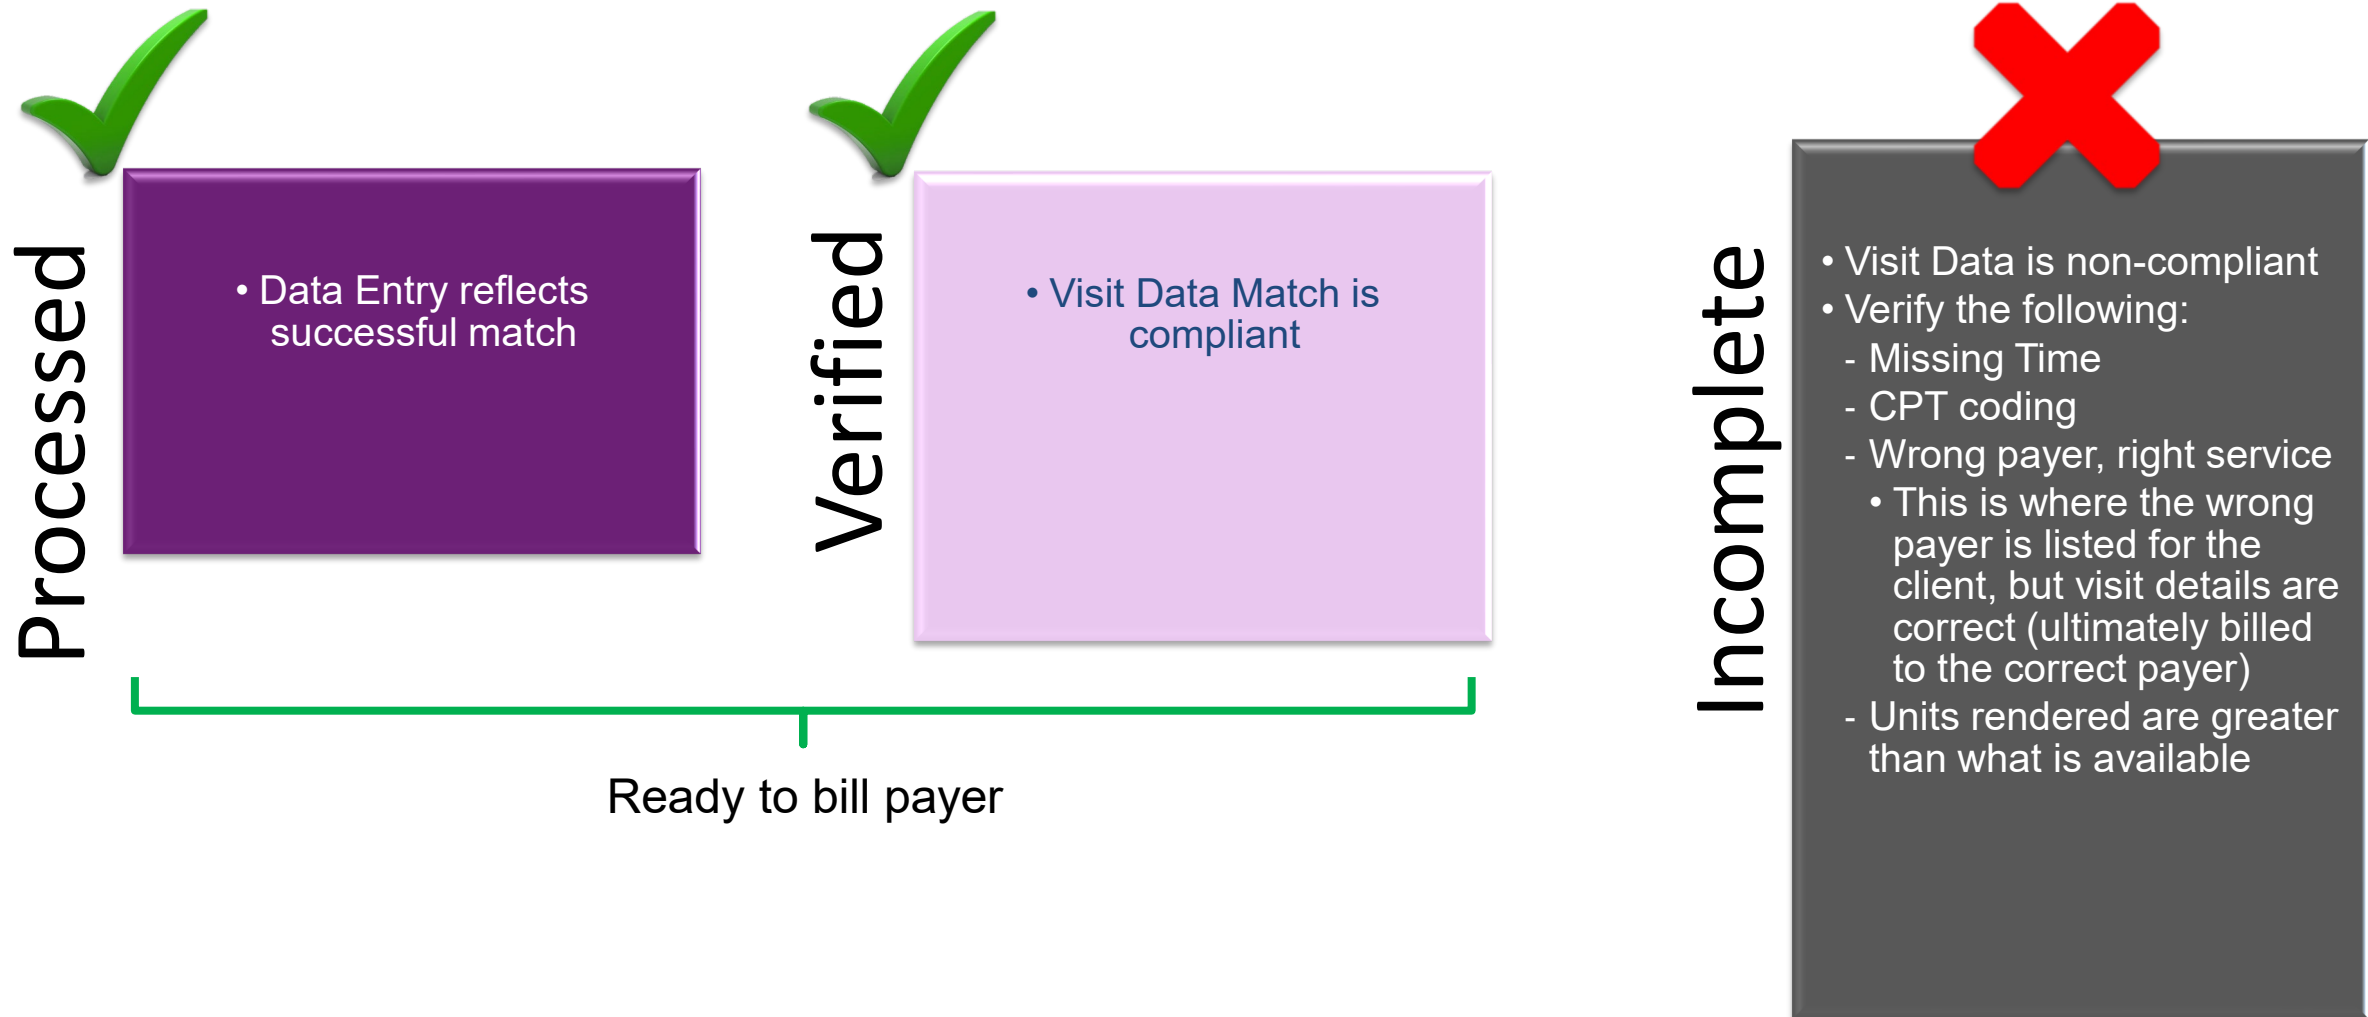 Processed
• Data Entry reflects
successful match
Verified
• Visit Data Match is
compliant
Ready to bill payer
Incomplete
• Visit Data is non-compliant
• Verify the following:
- Missing Time
- CPT coding
- Wrong payer, right service
• This is where the wrong
payer is listed for the
client, but visit details are
correct (ultimately billed
to the correct payer)
- Units rendered are greater
than what is available